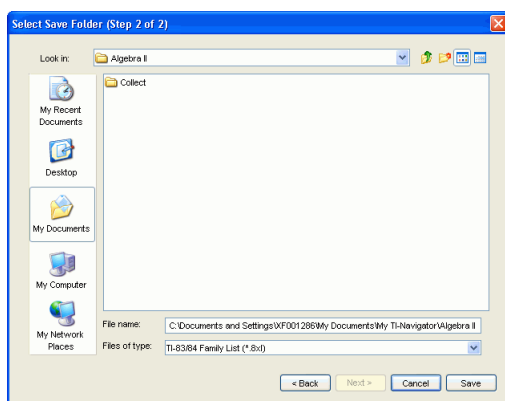 Select Save Folder (Step 2 of 2)
Look in:
Algebra II
Collect
My Recent
Documents
Desktop
My Documents
My Computer
My Network
Places
File name:
C:\Documents and Settings\XF001286\My Documents\My TI-Navigator\Algebra II
Files of type:
TI-83/84 Family List (*.8xl)
< Back
Next >
Cancel
Save